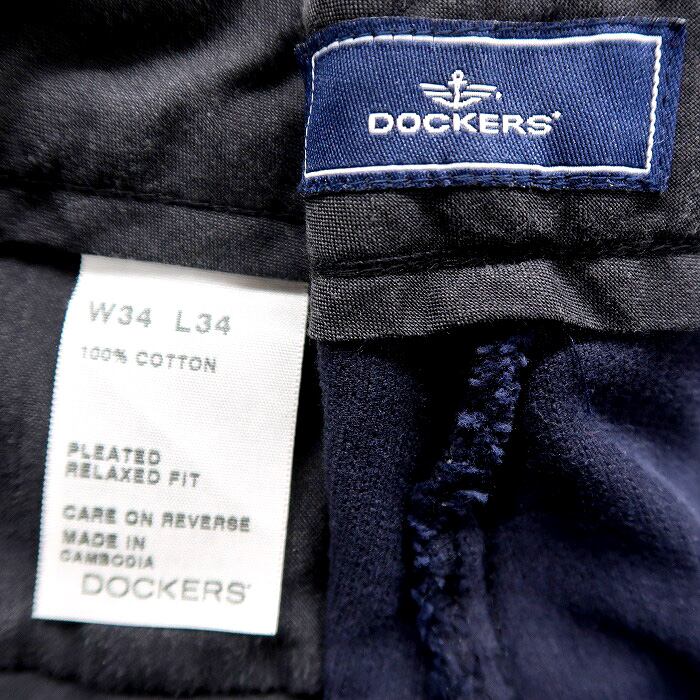 DOCKERS
W34 L34
100% COTTON
PLEATED
RELAXED FIT
CARE ON REVERSE
MADE IN
CAMBODIA
DOCKERS